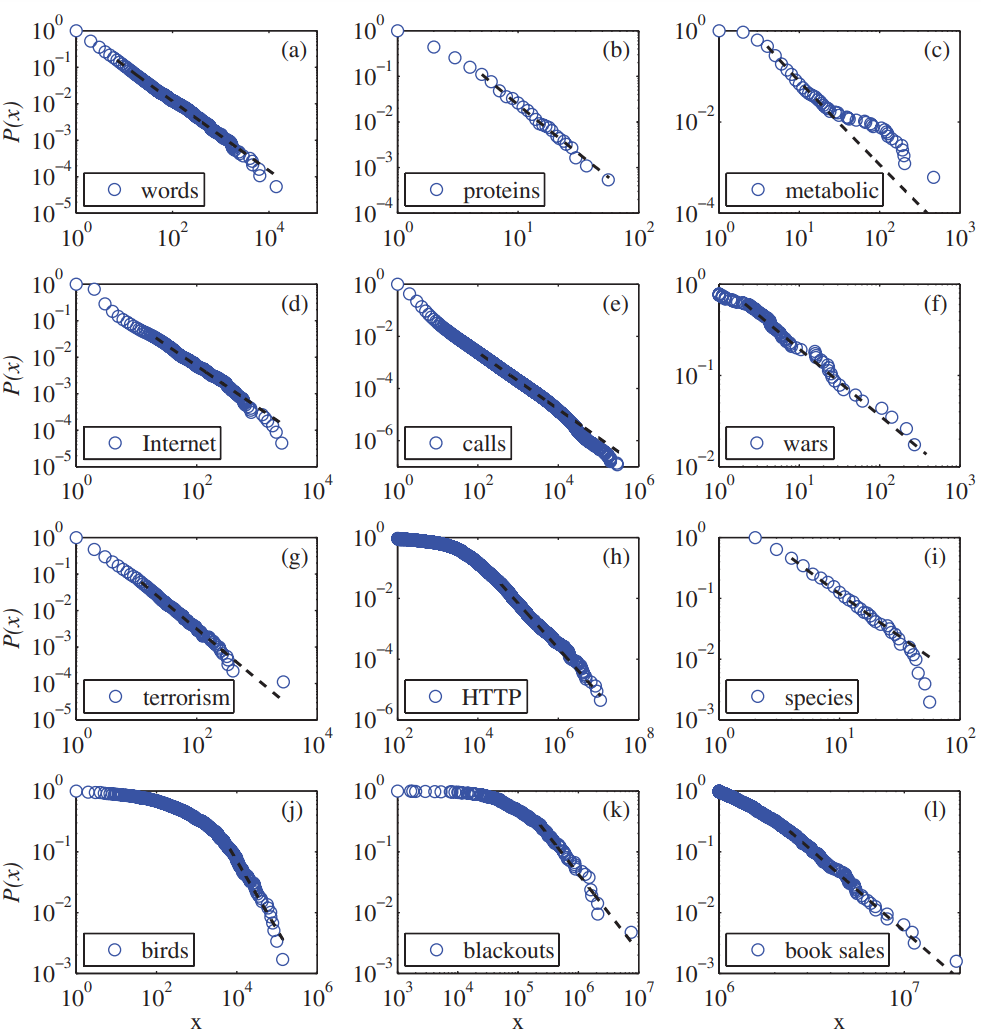 10^0 10^−1 10^−2 10^−3 10^−4 10^−5
P(x)
(a)
words
10^0 10^2 10^4
10^0 10^−1 10^−2 10^−3 10^−4
(b)
proteins
10^0 10^1 10^2
10^0 10^−2 10^−4
(c)
metabolic
10^0 10^1 10^2 10^3
10^0 10^−1 10^−2 10^−3 10^−4 10^−5
P(x)
(d)
Internet
10^0 10^2 10^4
10^0 10^−2 10^−4 10^−6
(e)
calls
10^0 10^2 10^4 10^6
10^0 10^−1 10^−2
(f)
wars
10^0 10^1 10^2 10^3
10^0 10^−1 10^−2 10^−3 10^−4 10^−5
P(x)
(g)
terrorism
10^0 10^2 10^4
10^0 10^−2 10^−4 10^−6
(h)
HTTP
10^2 10^4 10^6 10^8
10^0 10^−1 10^−2 10^−3
(i)
species
10^0 10^1 10^2
10^0 10^−1 10^−2 10^−3
P(x)
(j)
birds
10^0 10^2 10^4 10^6
x
10^0 10^−1 10^−2 10^−3
(k)
blackouts
10^3 10^4 10^5 10^6 10^7
x
10^0 10^−1 10^−2 10^−3
(l)
book sales
10^6 10^7
x